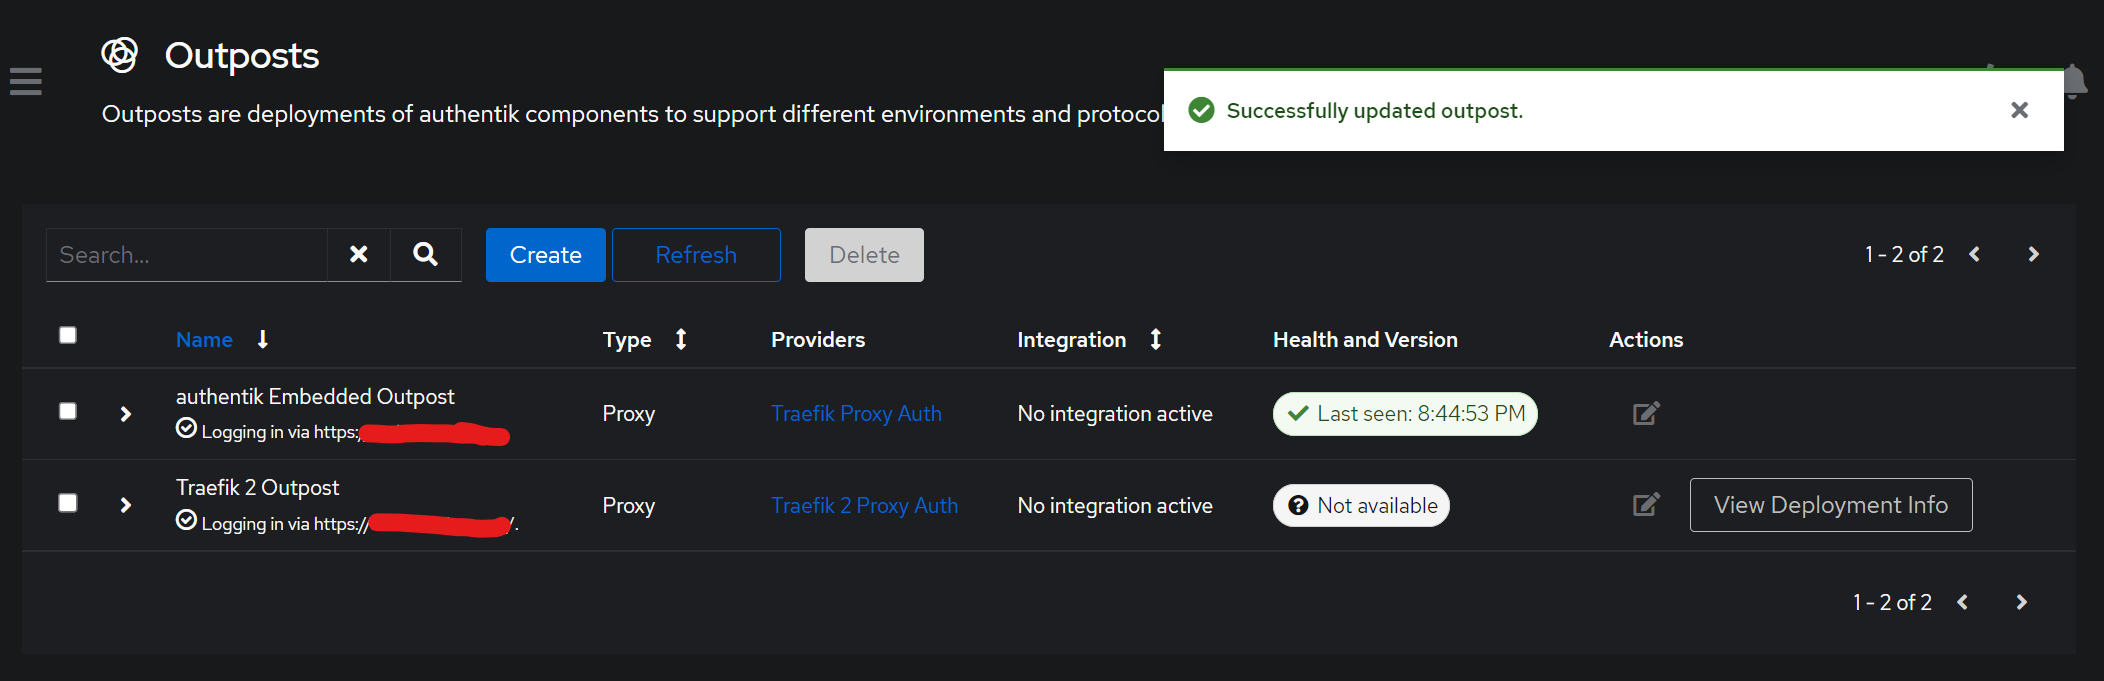 Outposts
Outposts are deployments of authentik components to support different environments and protocol
Successfully updated outpost.
Search...
Create
Refresh
Delete
1 - 2 of 2
Name
Type
Providers
Integration
Health and Version
Actions
authentik Embedded Outpost
Logging in via https:/
Proxy
Traefik Proxy Auth
No integration active
Last seen: 8:44:53 PM
Traefik 2 Outpost
Logging in via https:// /.
Proxy
Traefik 2 Proxy Auth
No integration active
Not available
View Deployment Info
1 - 2 of 2